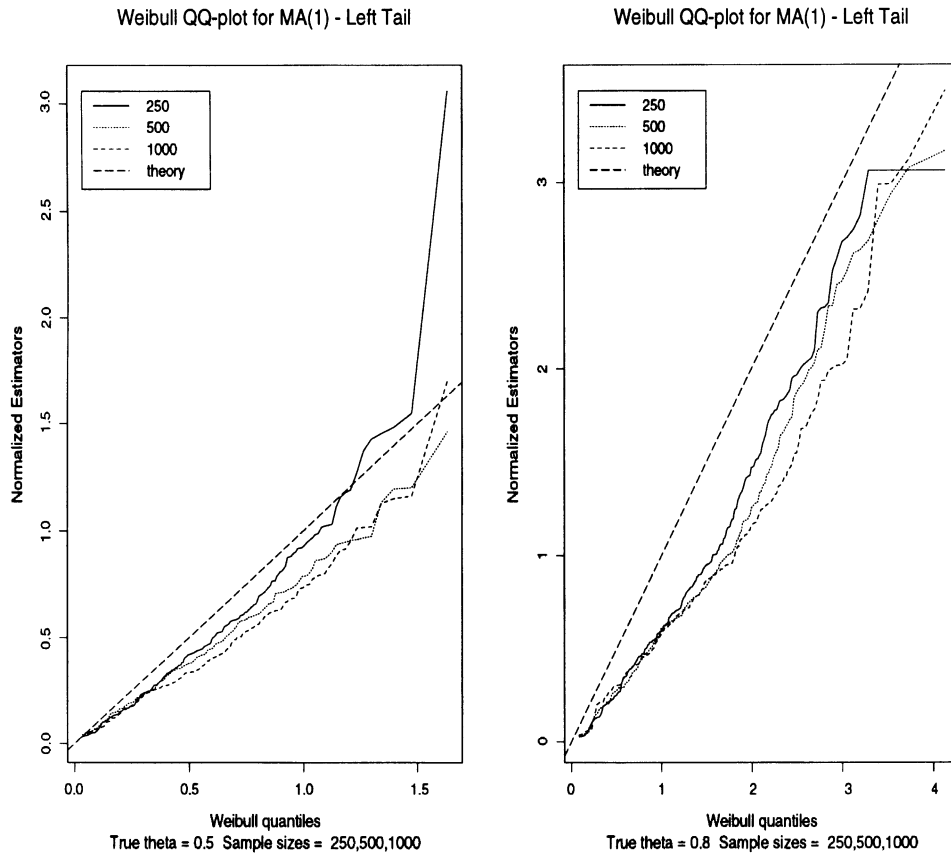 Weibull QQ-plot for MA(1) - Left Tail
Normalized Estimators
3.0
2.5
2.0
1.5
1.0
0.5
0.0
250
500
1000
theory
0.0
0.5
1.0
1.5
Weibull quantiles
True theta = 0.5 Sample sizes = 250,500,1000
Weibull QQ-plot for MA(1) - Left Tail
Normalized Estimators
3
2
1
0
250
500
1000
theory
0
1
2
3
4
Weibull quantiles
True theta = 0.8 Sample sizes = 250,500,1000